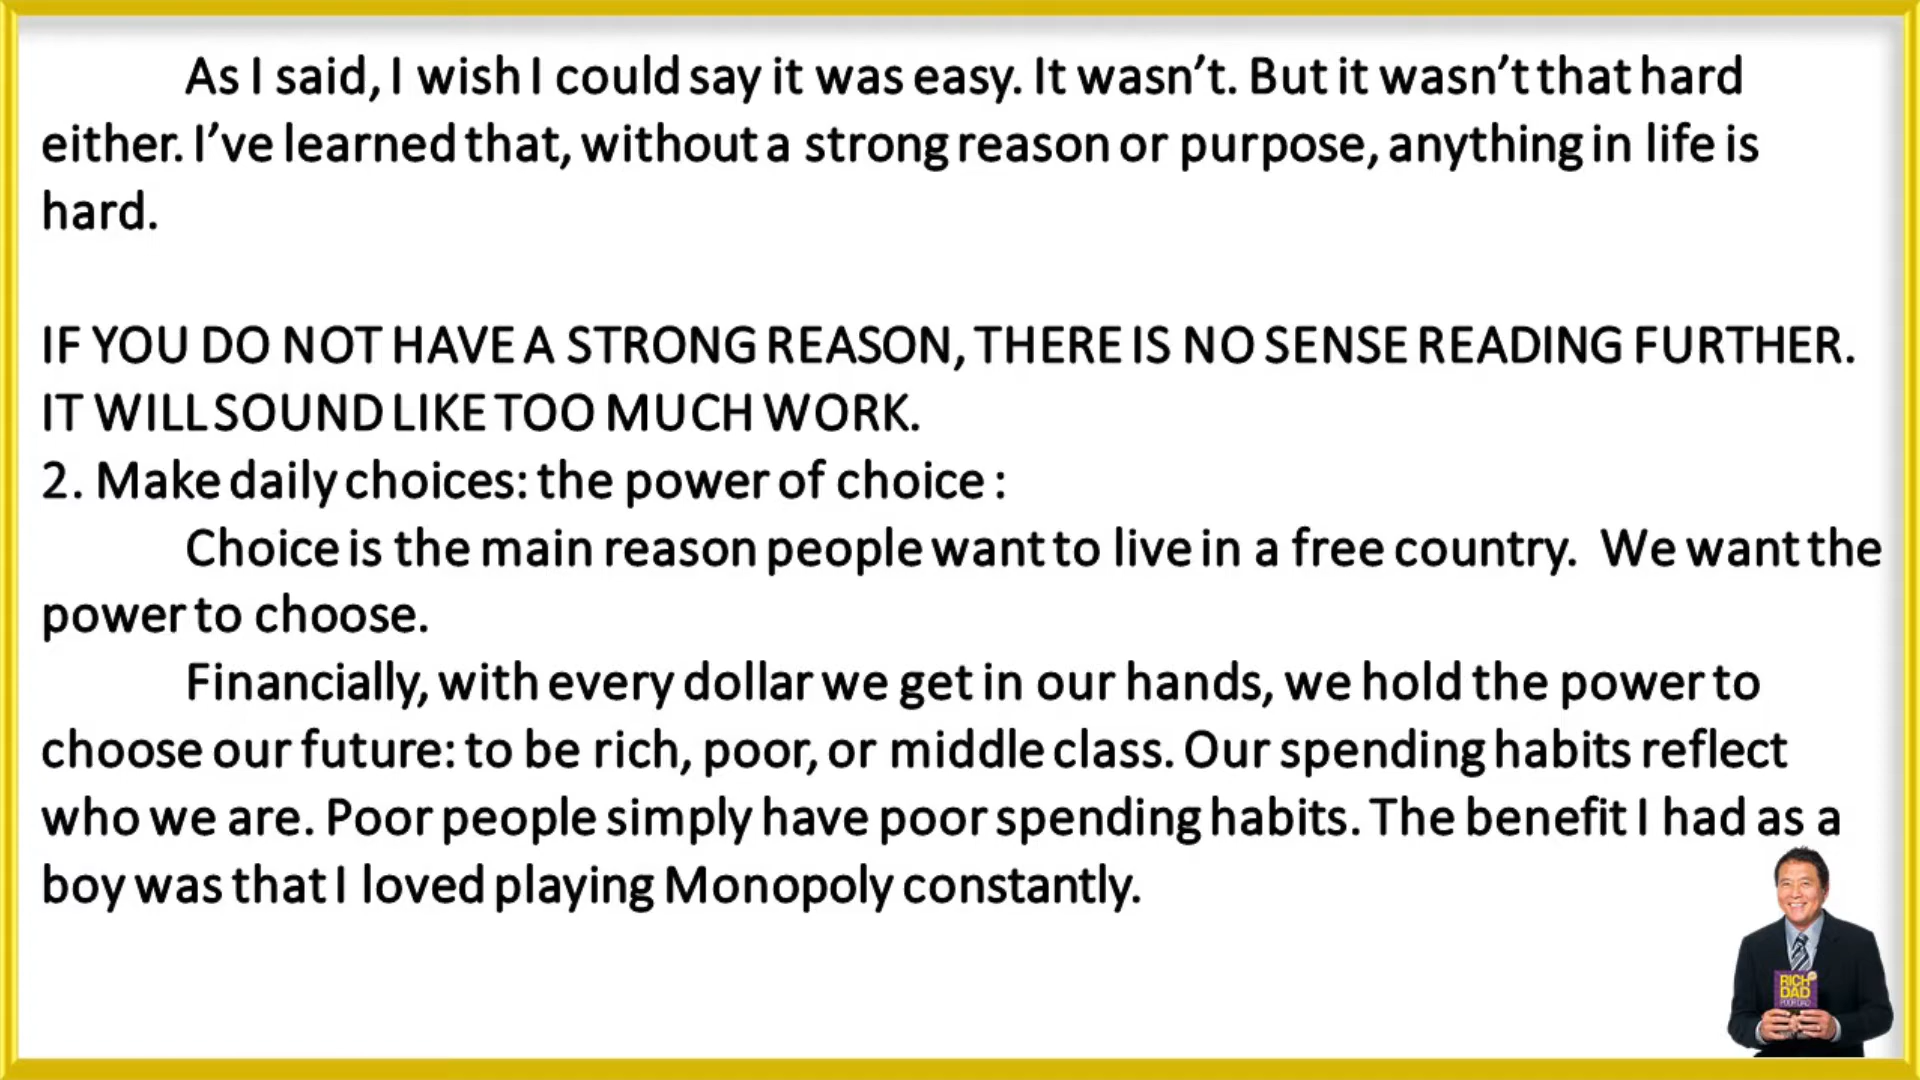 As I said, I wish I could say it was easy. It wasn’t. But it wasn’t that hard
either. I’ve learned that, without a strong reason or purpose, anything in life is
hard.
IF YOU DO NOT HAVE A STRONG REASON, THERE IS NO SENSE READING FURTHER.
IT WILL SOUND LIKE TOO MUCH WORK.
2. Make daily choices: the power of choice :
Choice is the main reason people want to live in a free country. We want the
power to choose.
Financially, with every dollar we get in our hands, we hold the power to
choose our future: to be rich, poor, or middle class. Our spending habits reflect
who we are. Poor people simply have poor spending habits. The benefit I had as a
boy was that I loved playing Monopoly constantly.
RICH
DAD
POOR DAD